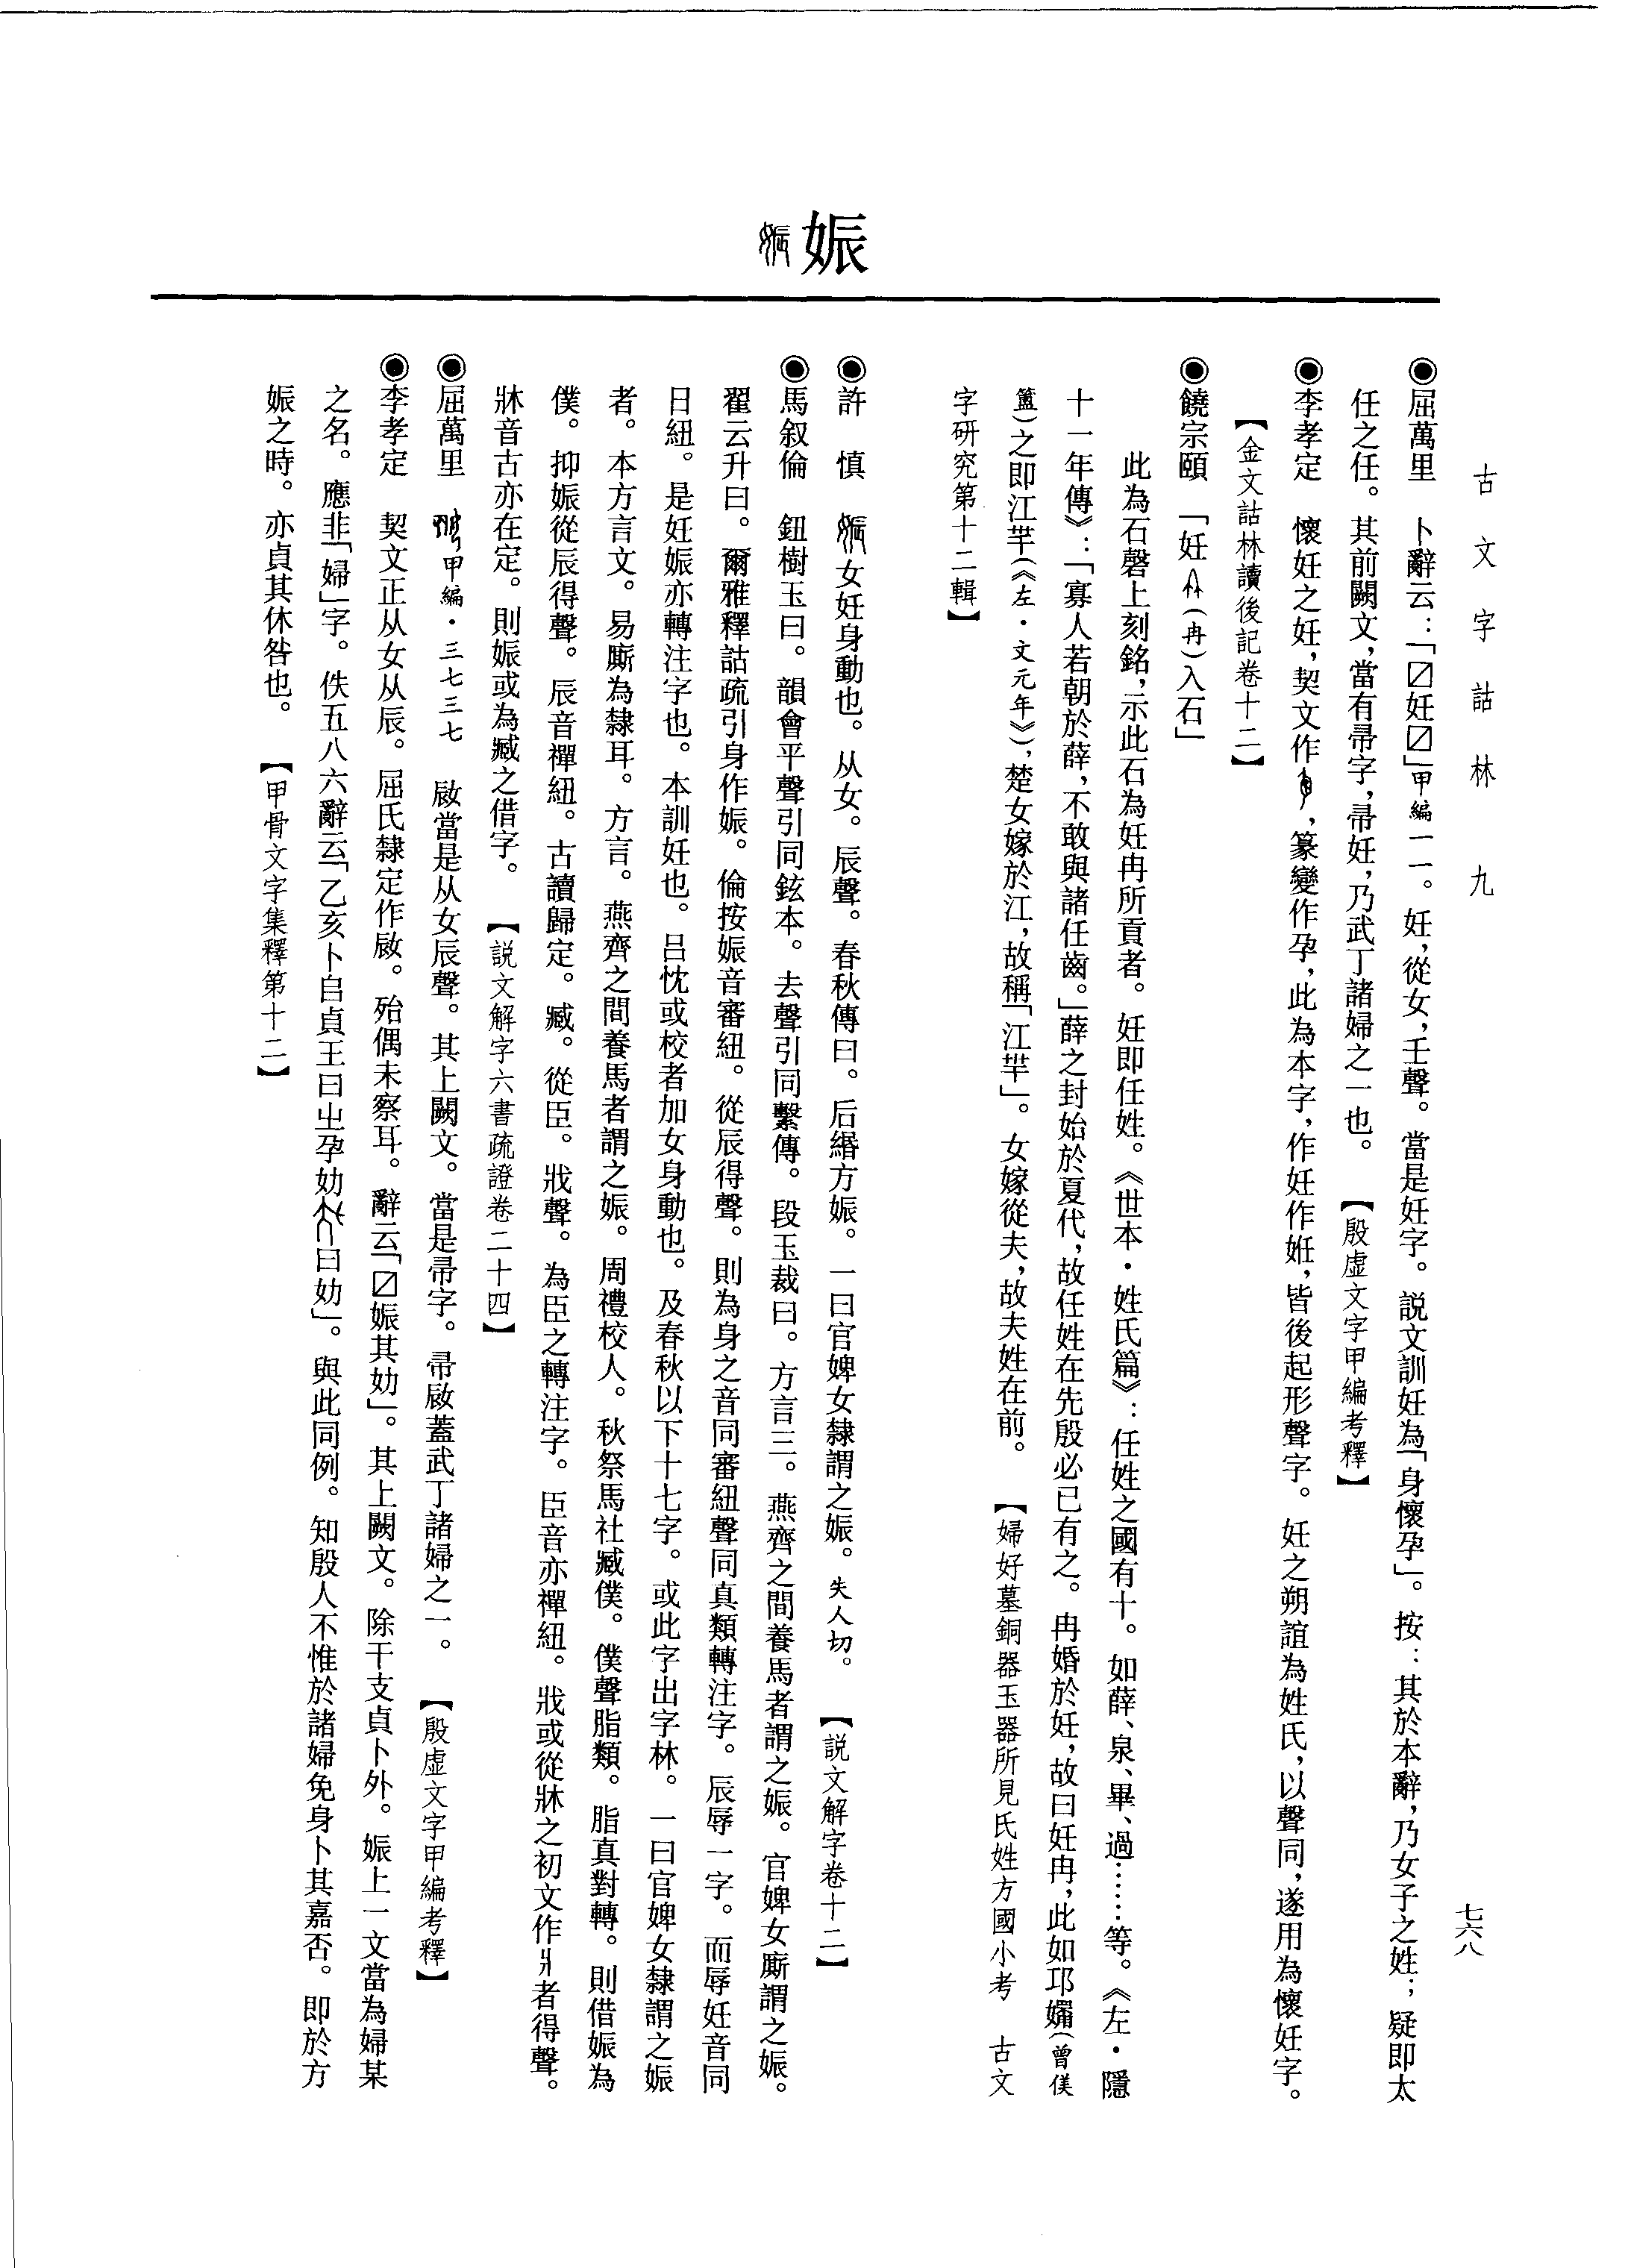 古文字詁林 九
七六八
娠
◉屈萬里 卜辭云：「〼妊〼」甲編一一。妊，從女，壬聲。當是妊字。説文訓妊為「身懷孕」。按：其於本辭，乃女子之姓；疑即太
任之任。其前闕文，當有帚字，帚妊，乃武丁諸婦之一也。 【殷虛文字甲編考釋】
◉李孝定 懷妊之妊，契文作，篆變作孕，此為本字，作妊作姙，皆後起形聲字。妊之朔誼為姓氏，以聲同，遂用為懷妊字。
【金文詁林讀後記卷十二】
◉饒宗頤 「妊（冉）入石」
此為石磬上刻銘，示此石為妊冉所貢者。妊即任姓。《世本·姓氏篇》：任姓之國有十。如薛、泉、畢、過……等。《左·隱
十一年傳》：「寡人若朝於薛，不敢與諸任齒。」薛之封始於夏代，故任姓在先殷必已有之。冉婚於妊，故曰妊冉，此如邛嬭（曾侯
簠）之即江芈（《左·文元年》），楚女嫁於江，故稱「江芈」。女嫁從夫，故夫姓在前。 【婦好墓銅器玉器所見氏姓方國小考 古文
字研究第十二輯】
◉許 慎 女妊身動也。从女。辰聲。春秋傳曰。后緡方娠。一曰官婢女隸謂之娠。失人切。 【説文解字卷十二】
◉馬叙倫 鈕樹玉曰。韻會平聲引同鉉本。去聲引同繫傳。段玉裁曰。方言三。燕齊之間養馬者謂之娠。官婢女廝謂之娠。
翟云升曰。爾雅釋詁疏引身作娠。倫按娠音審紐。從辰得聲。則為身之音同審紐聲同真類轉注字。辰辱一字。而辱妊音同
日紐。是妊娠亦轉注字也。本訓妊也。吕忱或校者加女身動也。及春秋以下十七字。或此字出字林。一曰官婢女隸謂之娠
者。本方言文。易廝為隸耳。方言。燕齊之間養馬者謂之娠。周禮校人。秋祭馬社臧僕。僕聲脂類。脂真對轉。則借娠為
僕。抑娠從辰得聲。辰音禪紐。古讀歸定。臧。從臣。戕聲。為臣之轉注字。臣音亦禪紐。戕或從牀之初文作爿者得聲。
牀音古亦在定。則娠或為臧之借字。 【説文解字六書疏證卷二十四】
◉屈萬里 甲編·三七三七 䢅當是从女辰聲。其上闕文。當是帚字。帚䢅蓋武丁諸婦之一。 【殷虛文字甲編考釋】
◉李孝定 契文正从女从辰。屈氏隸定作䢅。殆偶未察耳。辭云「〼娠其㚻」。其上闕文。除干支貞卜外。娠上一文當為婦某
之名。應非「婦」字。佚五八六辭云「乙亥卜𠂤貞王曰㞢孕㚻曰㚻」。與此同例。知殷人不惟於諸婦免身卜其嘉否。即於方
娠之時。亦貞其休咎也。 【甲骨文字集釋第十二】